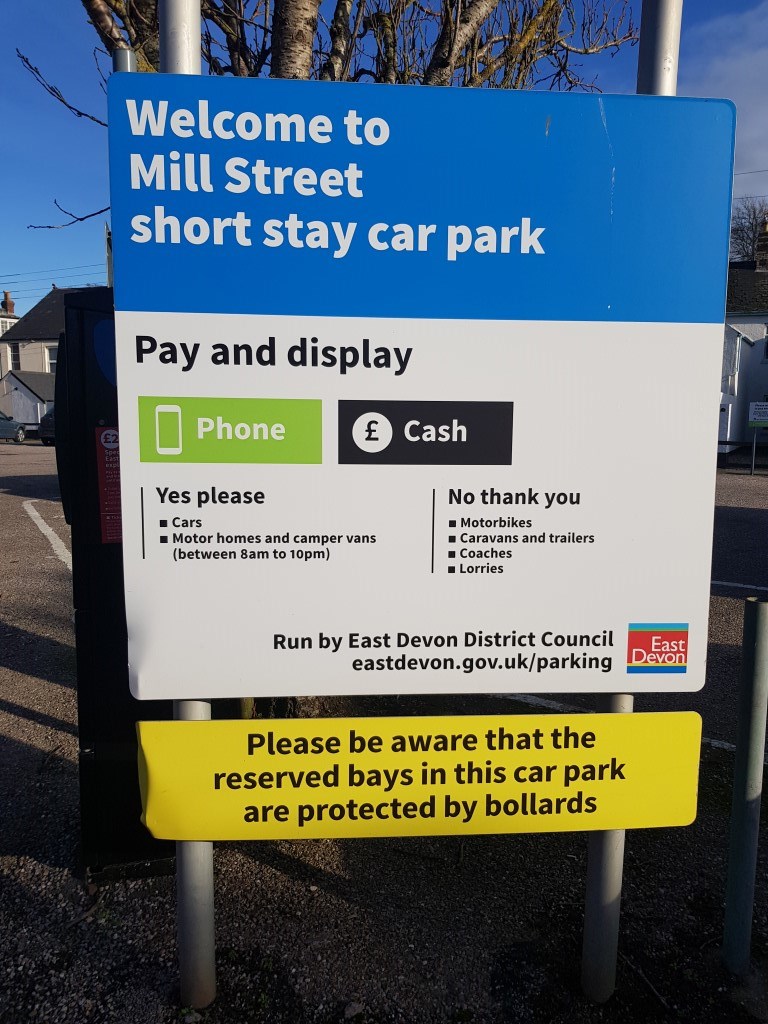 Welcome to
Mill Street
short stay car park
Pay and display
Phone
£ Cash
Yes please
▪ Cars
▪ Motor homes and camper vans
(between 8am to 10pm)
No thank you
▪ Motorbikes
▪ Caravans and trailers
▪ Coaches
▪ Lorries
Run by East Devon District Council
eastdevon.gov.uk/parking
East
Devon
Please be aware that the
reserved bays in this car park
are protected by bollards
£2